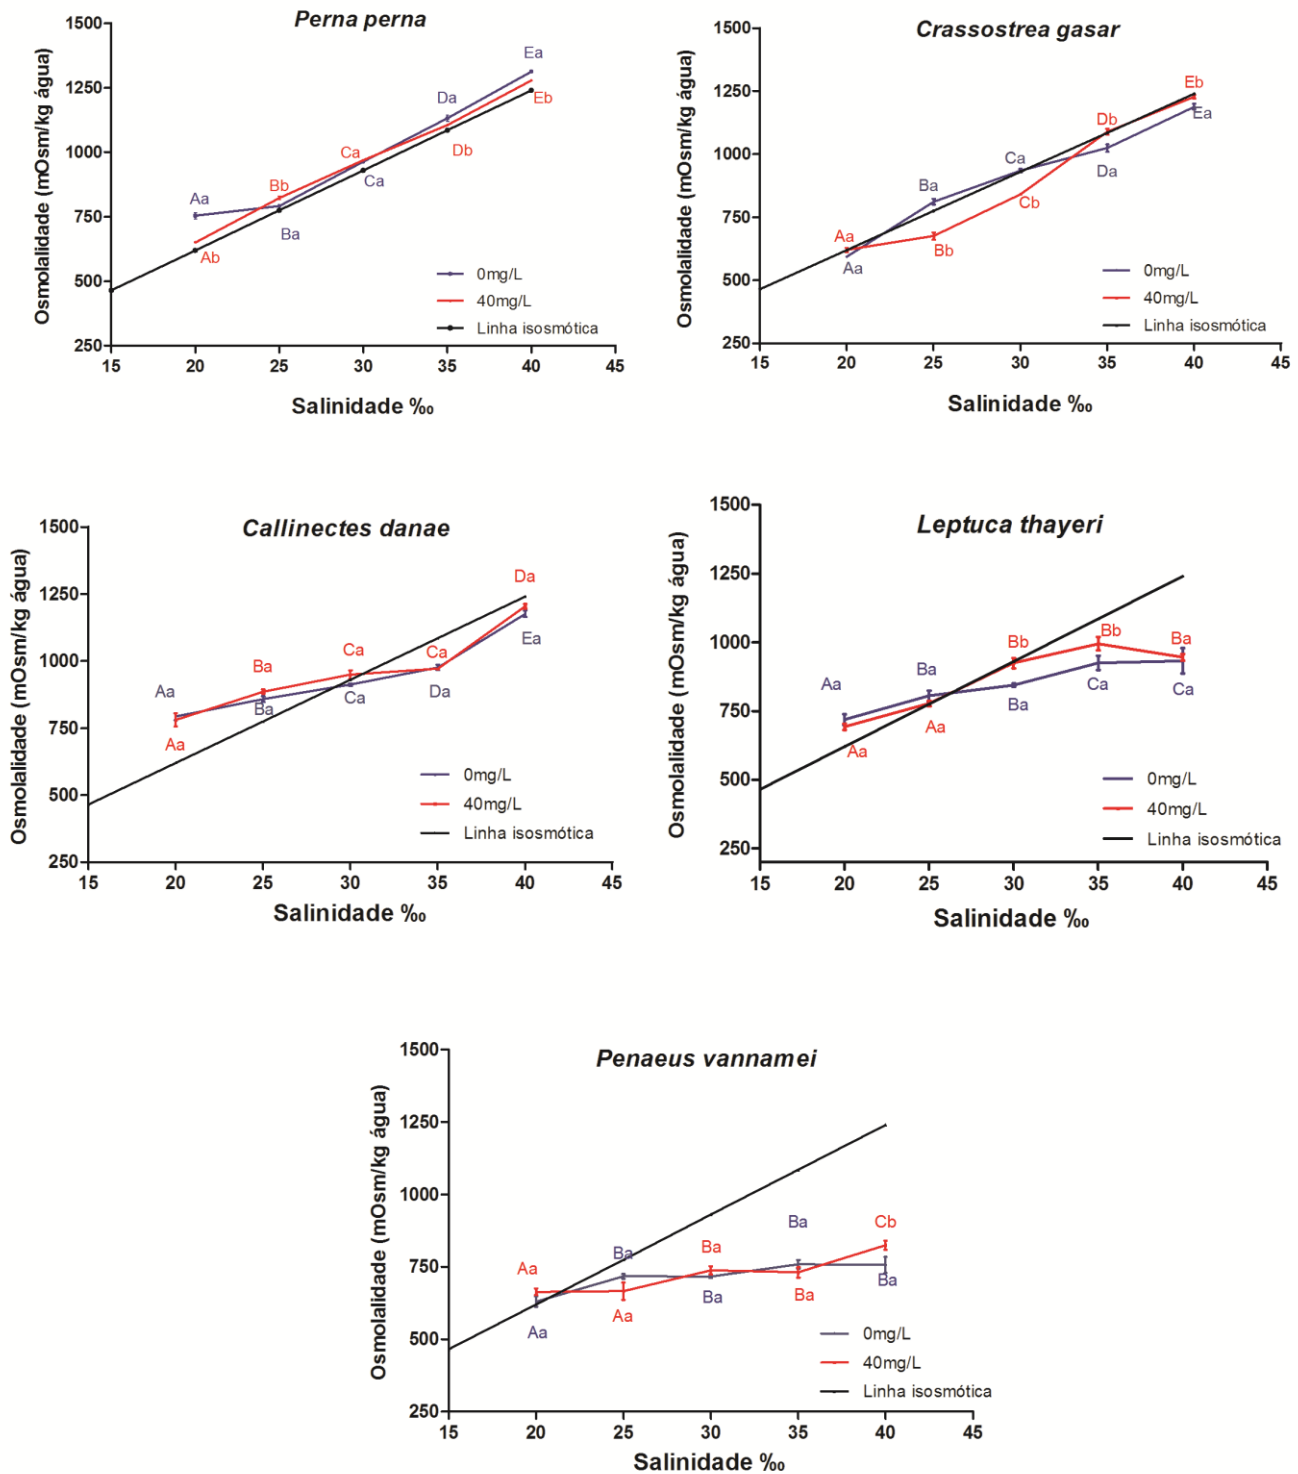 Perna perna
Osmolalidade (mOsm/kg água)
1500
1250
1000
750
500
250
Aa
Ab
Bb
Ba
Ca
Ca
Da
Db
Ea
Eb
0mg/L
40mg/L
Linha isosmótica
15 20 25 30 35 40 45
Salinidade ‰
Crassostrea gasar
Osmolalidade (mOsm/kg água)
1500
1250
1000
750
500
250
Aa
Aa
Ba
Bb
Ca
Cb
Db
Da
Eb
Ea
0mg/L
40mg/L
Linha isosmótica
15 20 25 30 35 40 45
Salinidade ‰
Callinectes danae
Osmolalidade (mOsm/kg água)
1500
1250
1000
750
500
250
Aa
Aa
Ba
Ba
Ca
Ca
Ca
Da
Da
Ea
0mg/L
40mg/L
Linha isosmótica
15 20 25 30 35 40 45
Salinidade ‰
Leptuca thayeri
Osmolalidade (mOsm/kg água)
1500
1250
1000
750
500
250
Aa
Aa
Ba
Aa
Bb
Ba
Bb
Ca
Ba
Ca
0mg/L
40mg/L
Linha isosmótica
15 20 25 30 35 40 45
Salinidade ‰
Penaeus vannamei
Osmolalidade (mOsm/kg água)
1500
1250
1000
750
500
250
Aa
Aa
Ba
Aa
Ba
Ba
Ba
Ba
Cb
Ba
0mg/L
40mg/L
Linha isosmótica
15 20 25 30 35 40 45
Salinidade ‰